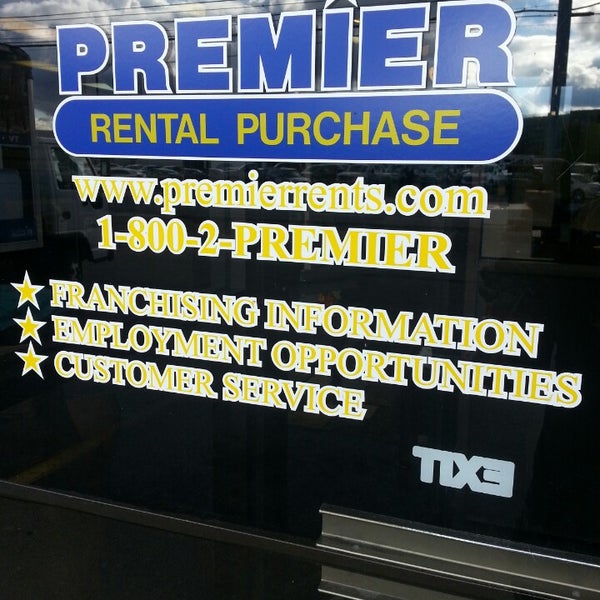 PREMIER
RENTAL PURCHASE
www.premierrents.com
1-800-2-PREMIER
★ FRANCHISING INFORMATION
★ EMPLOYMENT OPPORTUNITIES
★ CUSTOMER SERVICE
EXIT